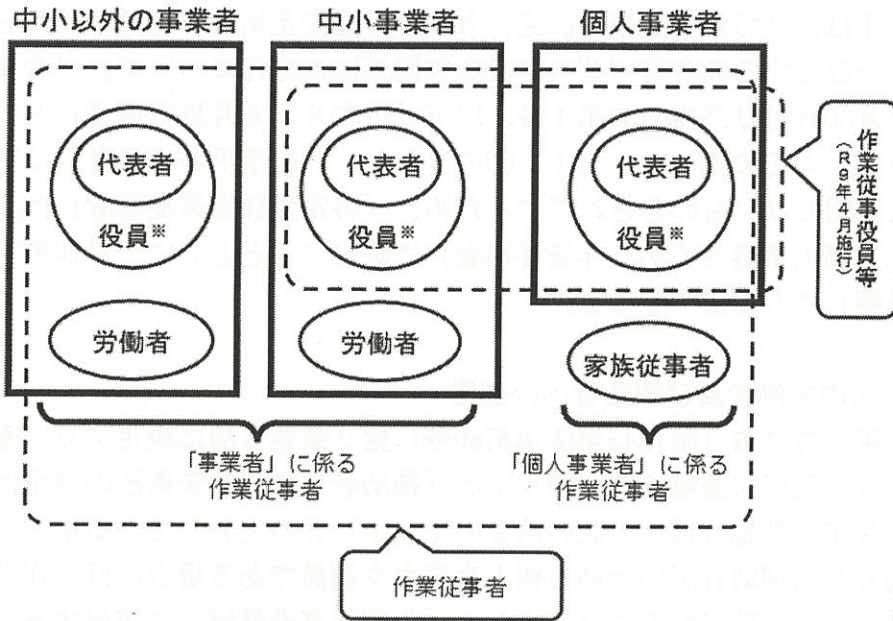 中小以外の事業者
中小事業者
個人事業者
代表者
役員※
労働者
代表者
役員※
労働者
代表者
役員※
家族従事者
作業従事役員等
（R9年4月施行）
「事業者」に係る
作業従事者
「個人事業者」に係る
作業従事者
作業従事者